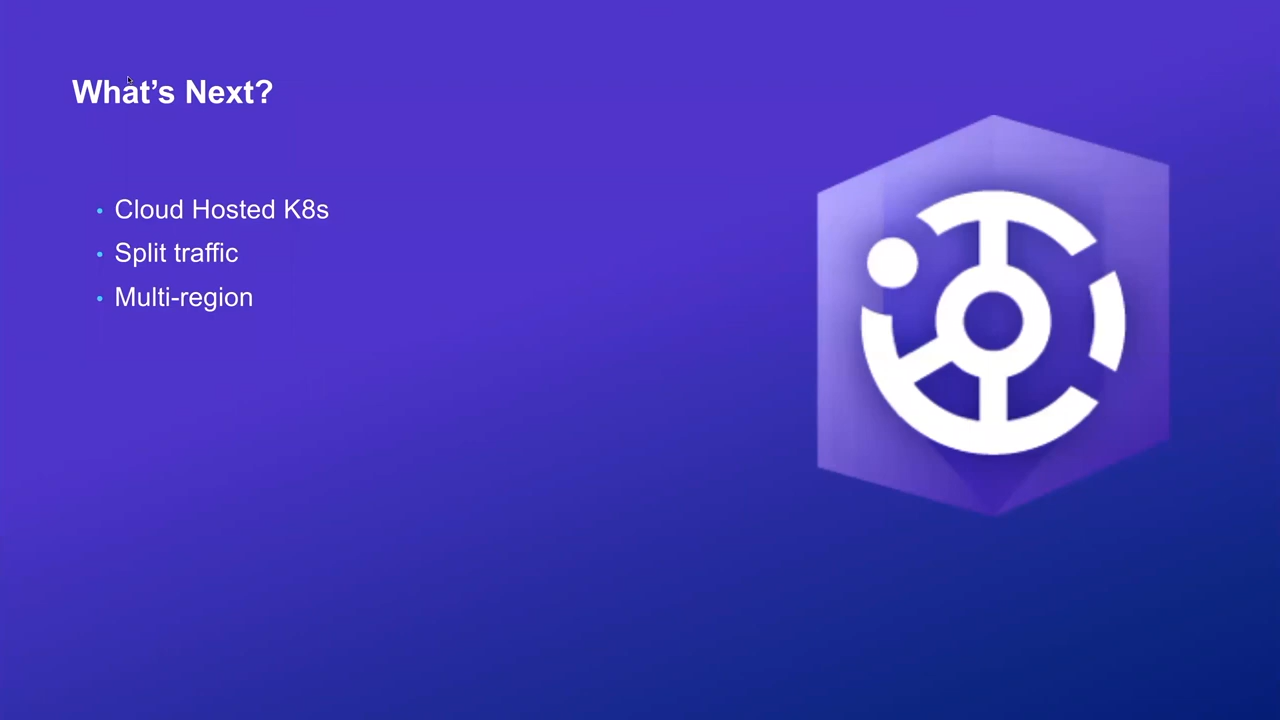 What’s Next?
• Cloud Hosted K8s
• Split traffic
• Multi-region